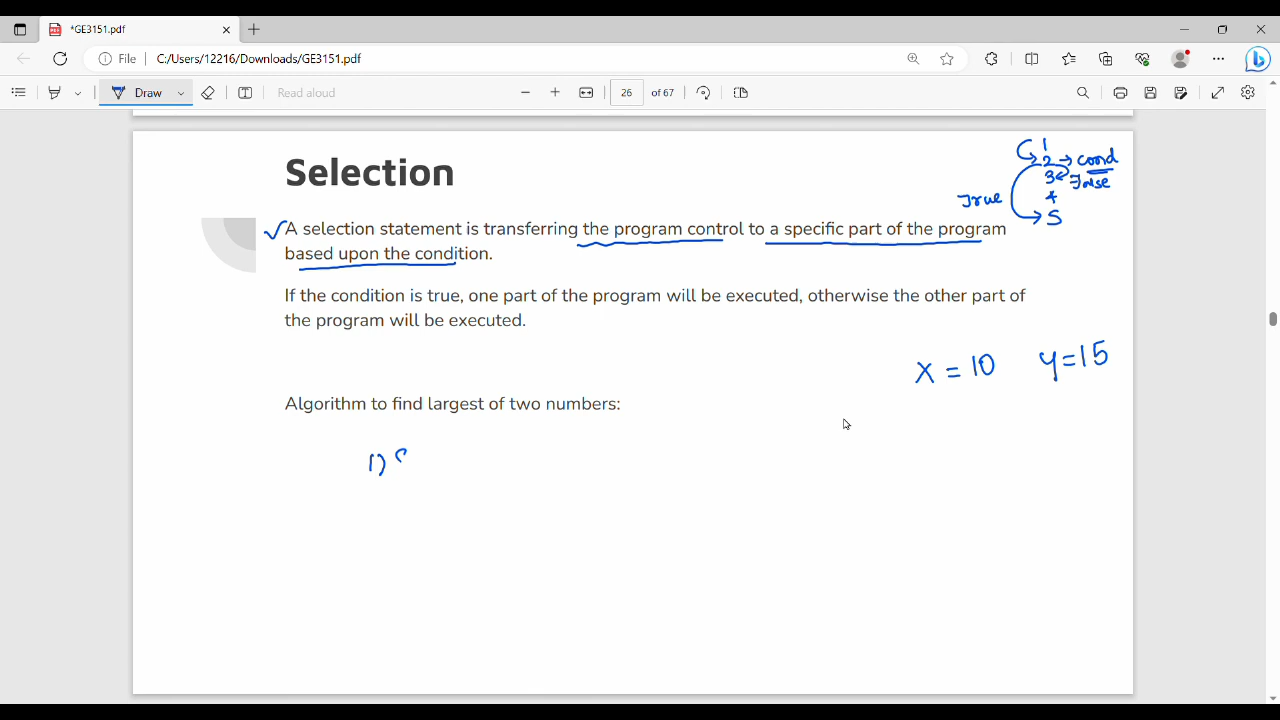 *GE3151.pdf
File C:/Users/12216/Downloads/GE3151.pdf
Draw Read aloud 26 of 67
Selection
1
2 → cond
3 False
4
True
5
A selection statement is transferring the program control to a specific part of the program
based upon the condition.
If the condition is true, one part of the program will be executed, otherwise the other part of
the program will be executed.
x = 10 y=15
Algorithm to find largest of two numbers:
1)